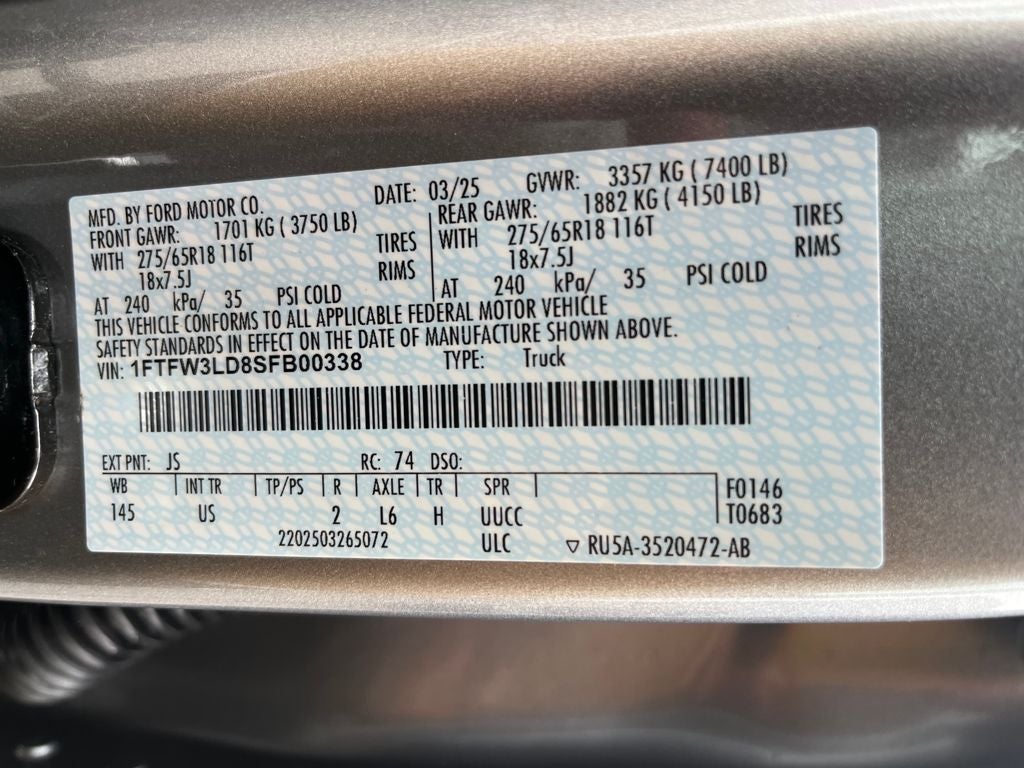 MFD. BY FORD MOTOR CO. DATE: 03/25 GVWR: 3357 KG ( 7400 LB)
FRONT GAWR: 1701 KG ( 3750 LB) REAR GAWR: 1882 KG ( 4150 LB)
WITH 275/65R18 116T TIRES WITH 275/65R18 116T TIRES
18x7.5J RIMS 18x7.5J RIMS
AT 240 kPa/ 35 PSI COLD AT 240 kPa/ 35 PSI COLD
THIS VEHICLE CONFORMS TO ALL APPLICABLE FEDERAL MOTOR VEHICLE
SAFETY STANDARDS IN EFFECT ON THE DATE OF MANUFACTURE SHOWN ABOVE.
VIN: 1FTFW3LD8SFB00338 TYPE: Truck
EXT PNT: JS RC: 74 DSO:
WB INT TR TP/PS R AXLE TR SPR F0146
145 US 2 L6 H UUCC T0683
2202503265072 ULC ▽ RU5A-3520472-AB